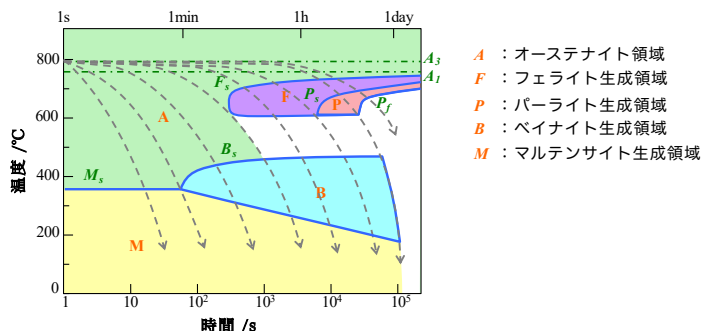 1s 1min 1h 1day
800
600
400
200
0
温度 /℃
A3
A1
Fs
F
Ps
P
Pf
A
Bs
Ms
B
M
1 10 10² 10³ 10⁴ 10⁵
時間 /s
A ：オーステナイト領域
F ：フェライト生成領域
P ：パーライト生成領域
B ：ベイナイト生成領域
M ：マルテンサイト生成領域